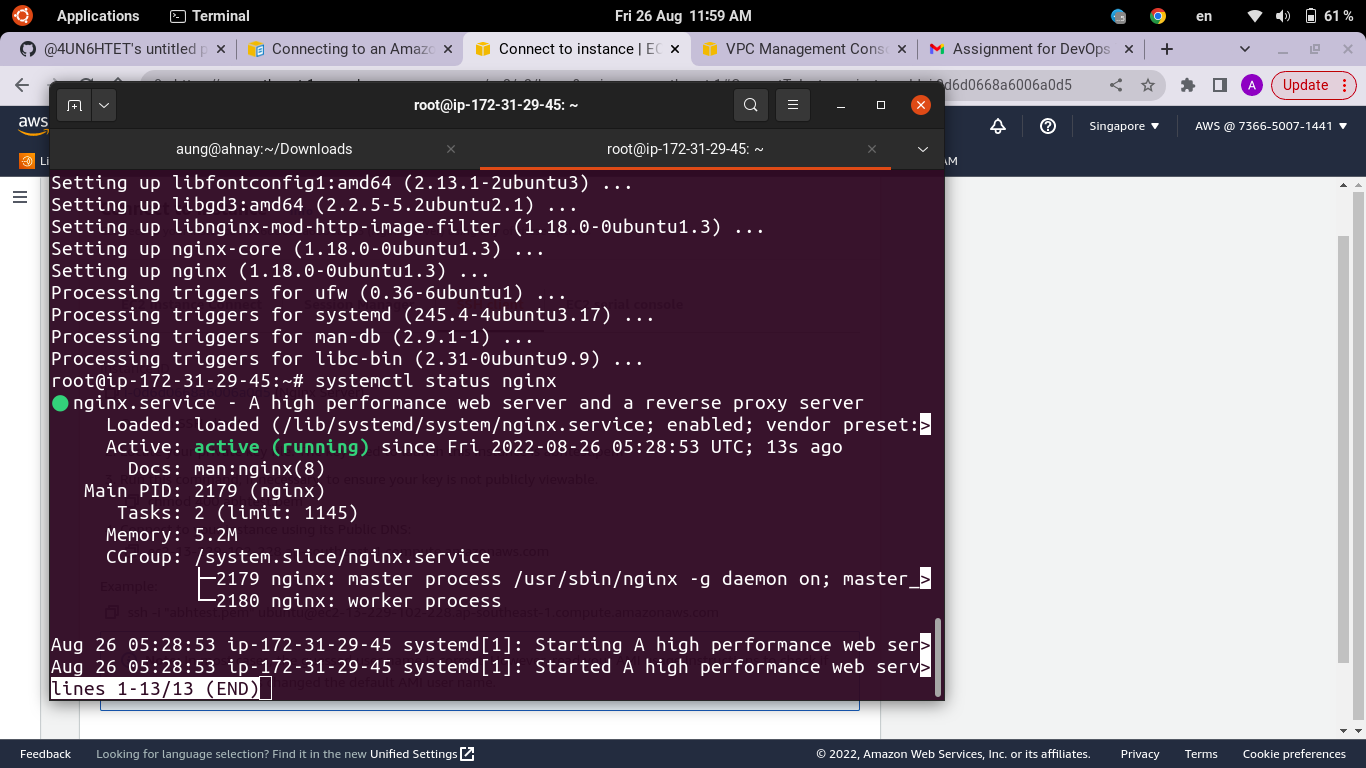 Applications Terminal Fri 26 Aug 11:59 AM en 61 %
@4UN6HTET's untitled p Connecting to an Amazo Connect to instance | EC VPC Management Cons Assignment for DevOps
d6d0668a6006a0d5 A Update
root@ip-172-31-29-45: ~
aws Singapore AWS @ 7366-5007-1441
aung@ahnay:~/Downloads root@ip-172-31-29-45: ~
Li AM
Setting up libfontconfig1:amd64 (2.13.1-2ubuntu3) ...
Setting up libgd3:amd64 (2.2.5-5.2ubuntu2.1) ...
Setting up libnginx-mod-http-image-filter (1.18.0-0ubuntu1.3) ...
Setting up nginx-core (1.18.0-0ubuntu1.3) ...
Setting up nginx (1.18.0-0ubuntu1.3) ...
Processing triggers for ufw (0.36-6ubuntu1) ...
Processing triggers for systemd (245.4-4ubuntu3.17) ...
Processing triggers for man-db (2.9.1-1) ...
Processing triggers for libc-bin (2.31-0ubuntu9.9) ...
root@ip-172-31-29-45:~# systemctl status nginx
● nginx.service - A high performance web server and a reverse proxy server
Loaded: loaded (/lib/systemd/system/nginx.service; enabled; vendor preset:>
Active: active (running) since Fri 2022-08-26 05:28:53 UTC; 13s ago
Docs: man:nginx(8)
Main PID: 2179 (nginx)
Tasks: 2 (limit: 1145)
Memory: 5.2M
CGroup: /system.slice/nginx.service
├─2179 nginx: master process /usr/sbin/nginx -g daemon on; master_>
└─2180 nginx: worker process
Aug 26 05:28:53 ip-172-31-29-45 systemd[1]: Starting A high performance web ser>
Aug 26 05:28:53 ip-172-31-29-45 systemd[1]: Started A high performance web serv>
lines 1-13/13 (END)
Feedback Looking for language selection? Find it in the new Unified Settings © 2022, Amazon Web Services, Inc. or its affiliates. Privacy Terms Cookie preferences